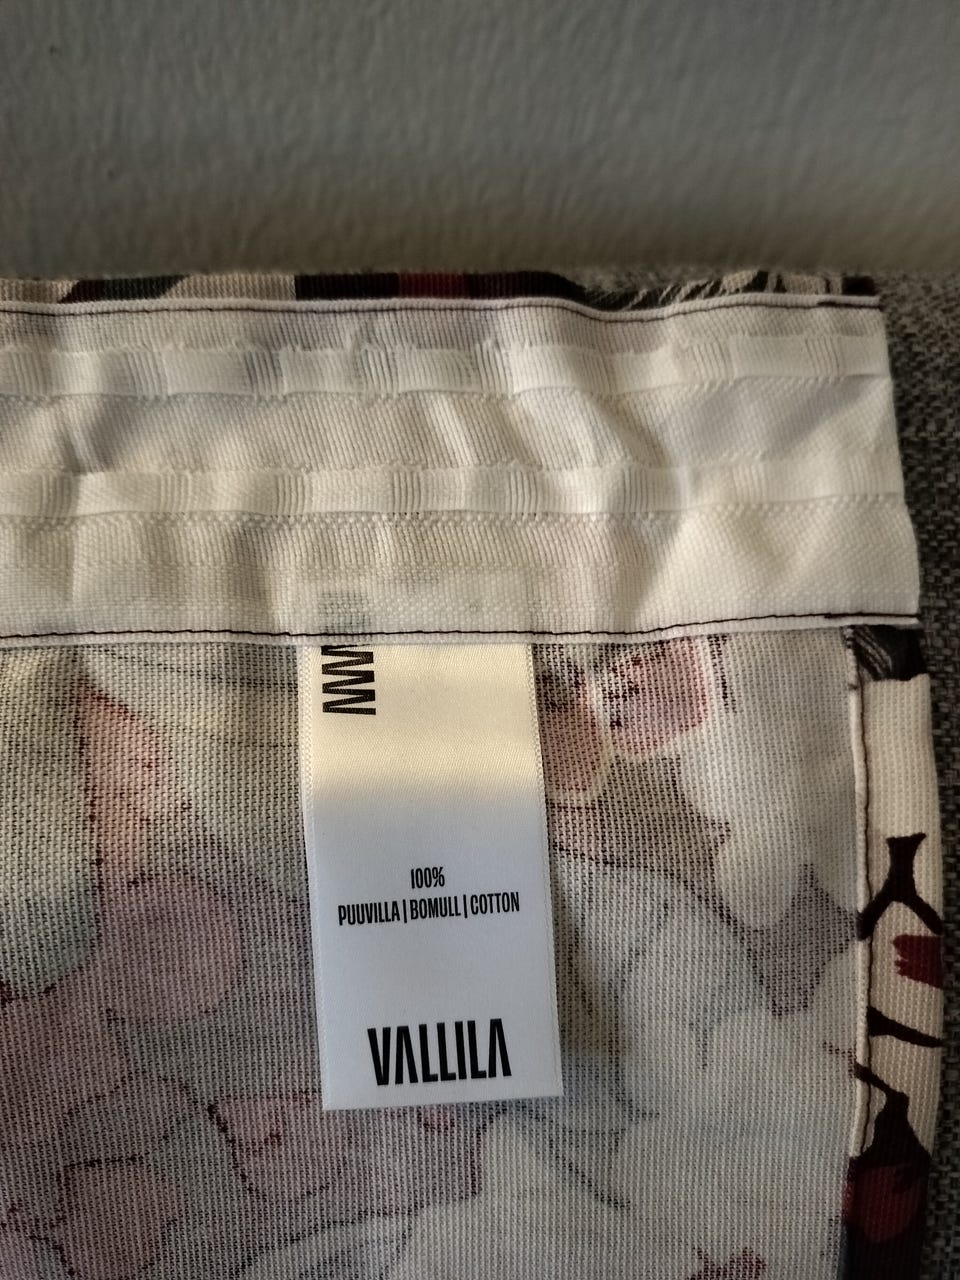 100%
PUUVILLA | BOMULL | COTTON
VALLILA